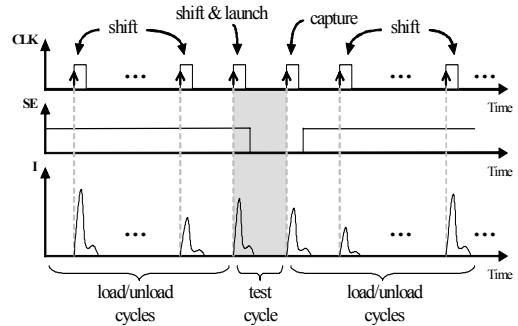 shift
shift & launch
capture
shift
CLK
•••
•••
•••
Time
SE
Time
I
•••
•••
•••
Time
load/unload
cycles
test
cycle
load/unload
cycles